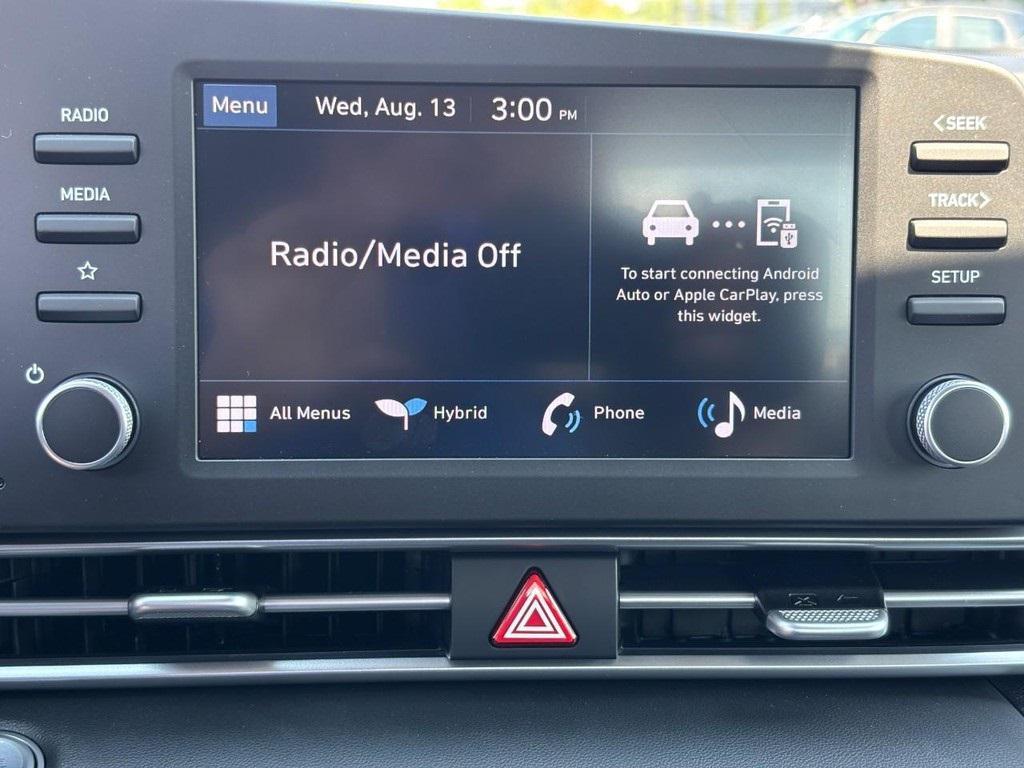 RADIO
MEDIA
Menu Wed, Aug. 13 3:00 PM
Radio/Media Off
To start connecting Android
Auto or Apple CarPlay, press
this widget.
All Menus Hybrid Phone Media
<SEEK
TRACK>
SETUP